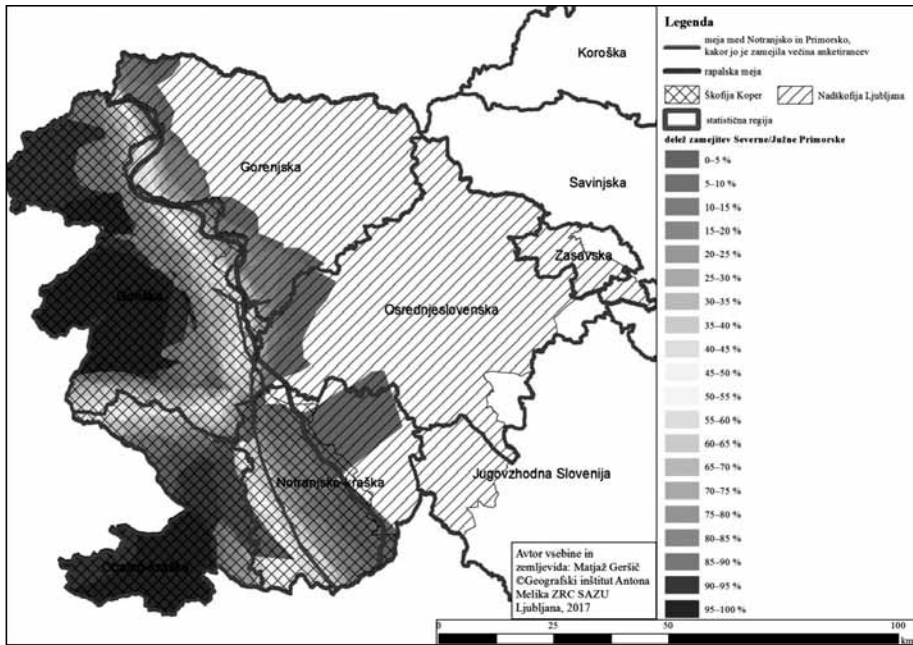 Koroška
Gorenjska
Savinjska
Zasavska
Osrednjeslovenska
Goriška
Notranjsko-kraška
Jugovzhodna Slovenija
Avtor vsebine in
zemljevida: Matjaž Geršič
©Geografski inštitut Antona
Melika ZRC SAZU
Ljubljana, 2017
Legenda
meja med Notranjsko in Primorsko,
kakor jo je zamejila večina anketirancev
rapalska meja
Škofija Koper
Nadškofija Ljubljana
statistična regija
delež zamejitev Severne/Južne Primorske
0–5 %
5–10 %
10–15 %
15–20 %
20–25 %
25–30 %
30–35 %
35–40 %
40–45 %
45–50 %
50–55 %
55–60 %
60–65 %
65–70 %
70–75 %
75–80 %
80–85 %
85–90 %
90–95 %
95–100 %
0
25
50
100
km